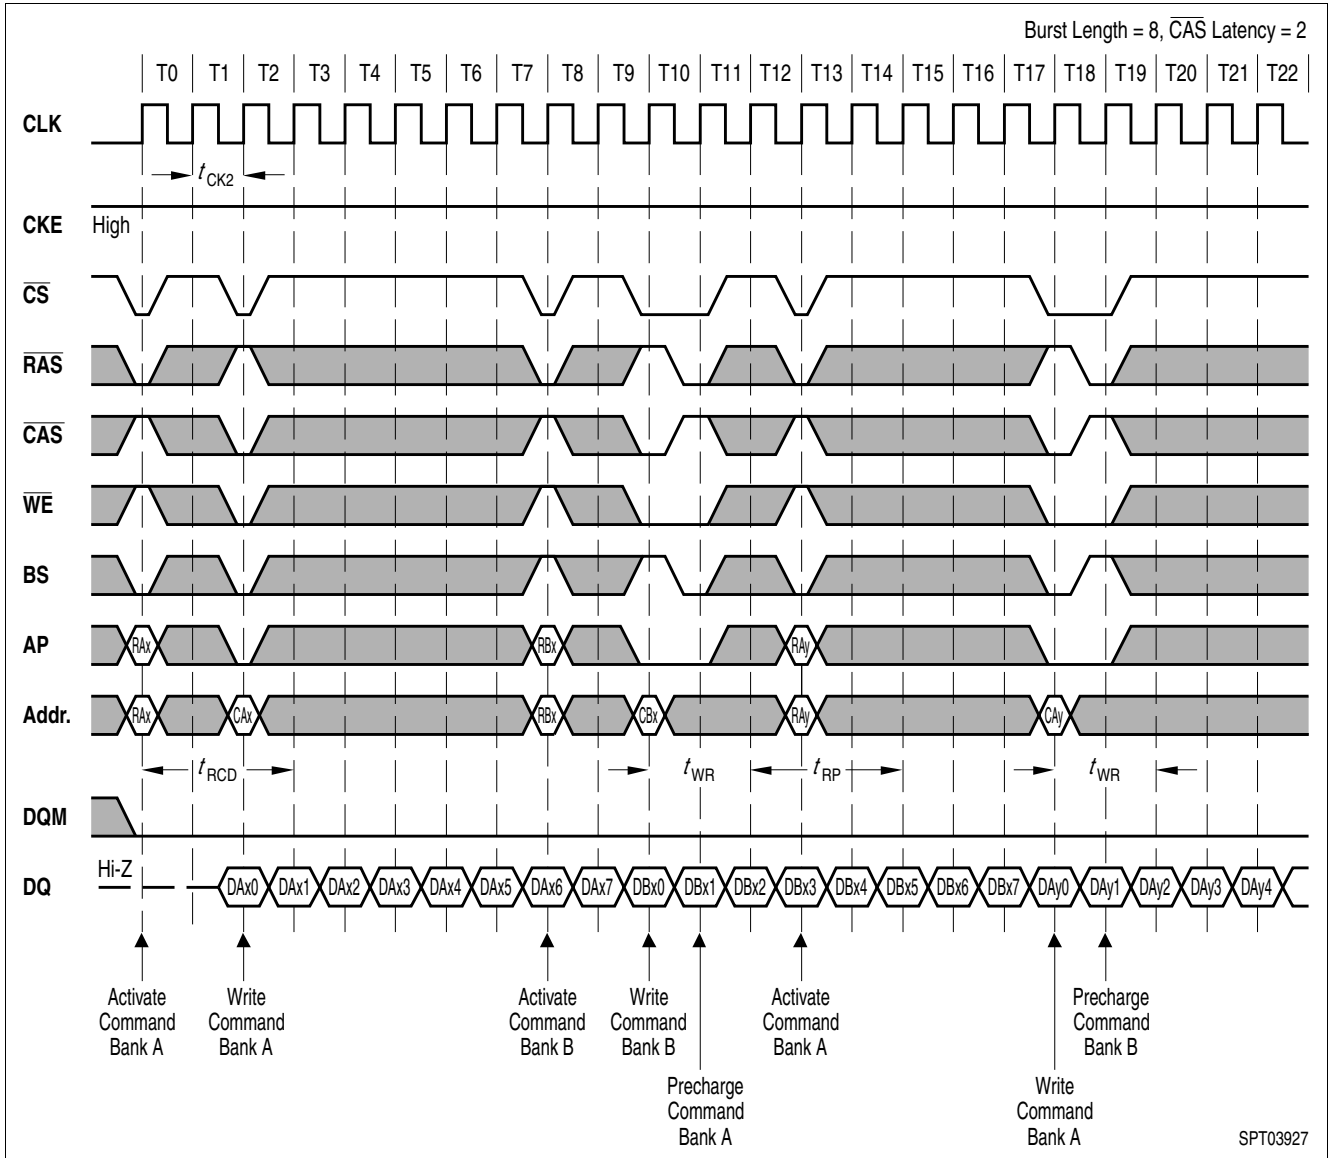 Burst Length = 8, CAS Latency = 2
T0 T1 T2 T3 T4 T5 T6 T7 T8 T9 T10 T11 T12 T13 T14 T15 T16 T17 T18 T19 T20 T21 T22
CLK
tCK2
CKE High
CS
RAS
CAS
WE
BS
AP RAx RBx RAy
Addr. RAx CAx RBx CBx RAy CAy
tRCD tWR tRP tWR
DQM
Hi-Z
DQ DAx0 DAx1 DAx2 DAx3 DAx4 DAx5 DAx6 DAx7 DBx0 DBx1 DBx2 DBx3 DBx4 DBx5 DBx6 DBx7 DAy0 DAy1 DAy2 DAy3 DAy4
Activate
Command
Bank A
Write
Command
Bank A
Activate
Command
Bank B
Write
Command
Bank B
Precharge
Command
Bank A
Activate
Command
Bank A
Write
Command
Bank A
Precharge
Command
Bank B
SPT03927